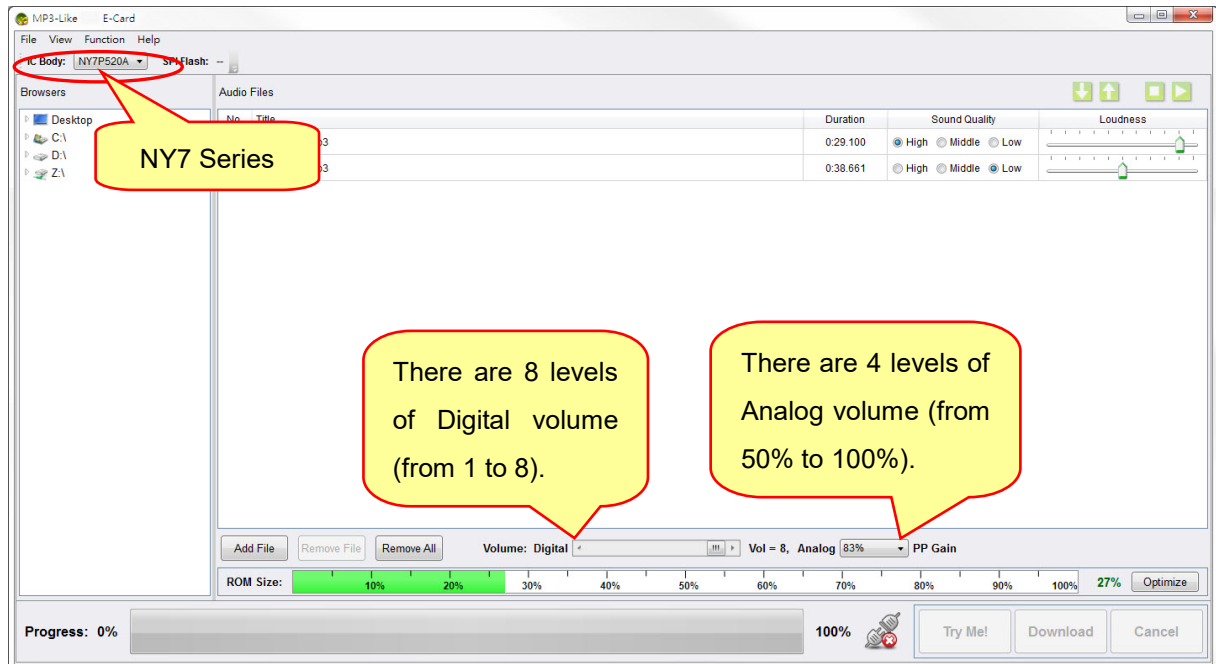 MP3-Like E-Card
File View Function Help
IC Body: NY7P520A SPI Flash: --
Browsers
Audio Files
Desktop
C:\
D:\
Z:\
NY7 Series
No. Title Duration Sound Quality Loudness
p3 0:29.100 High Middle Low
p3 0:38.661 High Middle Low
There are 8 levels
of Digital volume
(from 1 to 8).
There are 4 levels of
Analog volume (from
50% to 100%).
Add File Remove File Remove All Volume: Digital Vol = 8, Analog 83% PP Gain
ROM Size: 10% 20% 30% 40% 50% 60% 70% 80% 90% 100% 27% Optimize
Progress: 0% 100% Try Me! Download Cancel